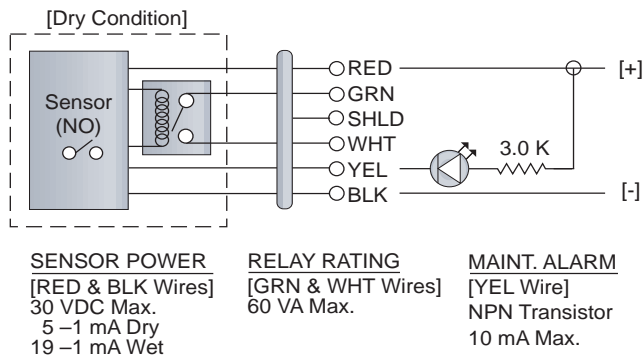 [Dry Condition]
Sensor
(NO)
RED
GRN
SHLD
WHT
YEL
BLK
3.0 K
[+]
[-]
SENSOR POWER
[RED & BLK Wires]
30 VDC Max.
5 –1 mA Dry
19 –1 mA Wet
RELAY RATING
[GRN & WHT Wires]
60 VA Max.
MAINT. ALARM
[YEL Wire]
NPN Transistor
10 mA Max.